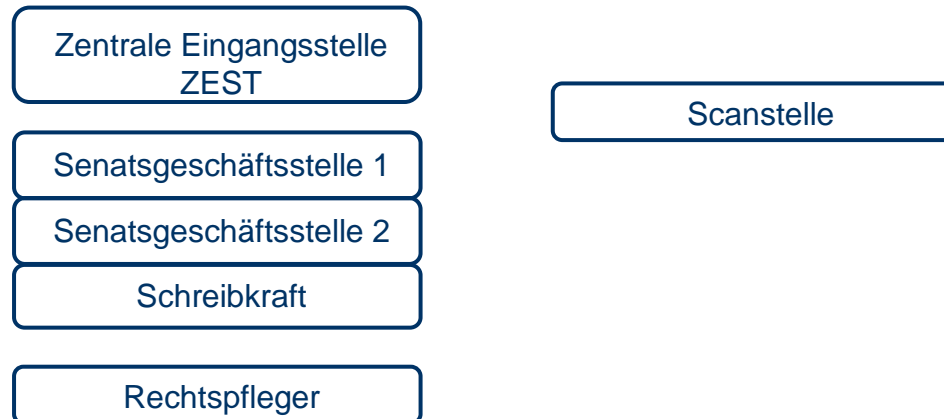 Zentrale Eingangsstelle
ZEST
Scanstelle
Senatsgeschäftsstelle 1
Senatsgeschäftsstelle 2
Schreibkraft
Rechtspfleger